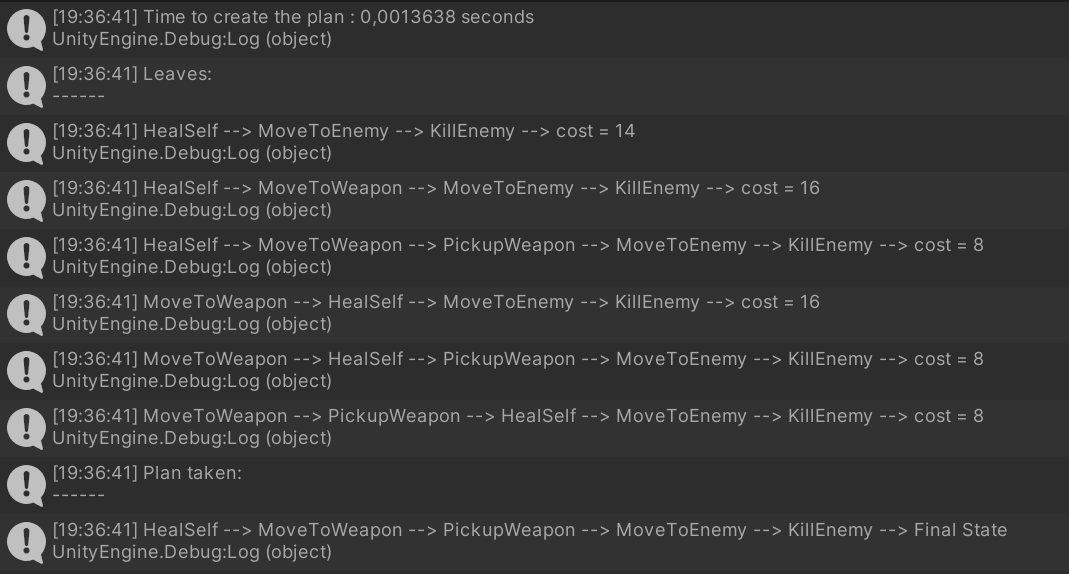 [19:36:41] Time to create the plan : 0,0013638 seconds
UnityEngine.Debug:Log (object)
[19:36:41] Leaves:
------
[19:36:41] HealSelf --> MoveToEnemy --> KillEnemy --> cost = 14
UnityEngine.Debug:Log (object)
[19:36:41] HealSelf --> MoveToWeapon --> MoveToEnemy --> KillEnemy --> cost = 16
UnityEngine.Debug:Log (object)
[19:36:41] HealSelf --> MoveToWeapon --> PickupWeapon --> MoveToEnemy --> KillEnemy --> cost = 8
UnityEngine.Debug:Log (object)
[19:36:41] MoveToWeapon --> HealSelf --> MoveToEnemy --> KillEnemy --> cost = 16
UnityEngine.Debug:Log (object)
[19:36:41] MoveToWeapon --> HealSelf --> PickupWeapon --> MoveToEnemy --> KillEnemy --> cost = 8
UnityEngine.Debug:Log (object)
[19:36:41] MoveToWeapon --> PickupWeapon --> HealSelf --> MoveToEnemy --> KillEnemy --> cost = 8
UnityEngine.Debug:Log (object)
[19:36:41] Plan taken:
------
[19:36:41] HealSelf --> MoveToWeapon --> PickupWeapon --> MoveToEnemy --> KillEnemy --> Final State
UnityEngine.Debug:Log (object)